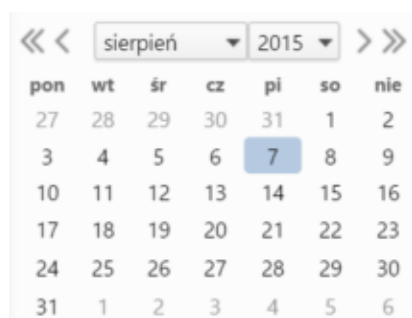 sierpień 2015
pon wt śr cz pi so nie
27 28 29 30 31 1 2
3 4 5 6 7 8 9
10 11 12 13 14 15 16
17 18 19 20 21 22 23
24 25 26 27 28 29 30
31 1 2 3 4 5 6